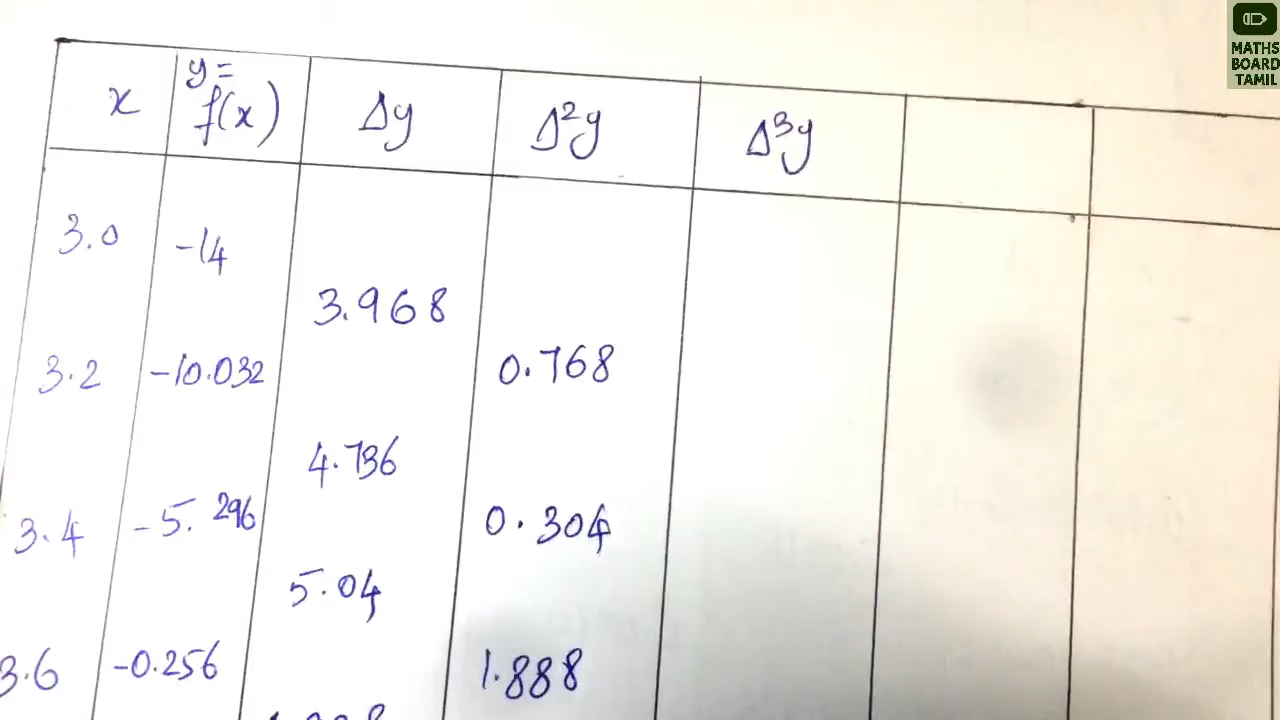 x y= f(x) Δy Δ²y Δ³y
3.0 -14
3.968
3.2 -10.032 0.768
4.736
3.4 -5.296 0.304
5.04
3.6 -0.256 1.888
MATHS
BOARD
TAMIL